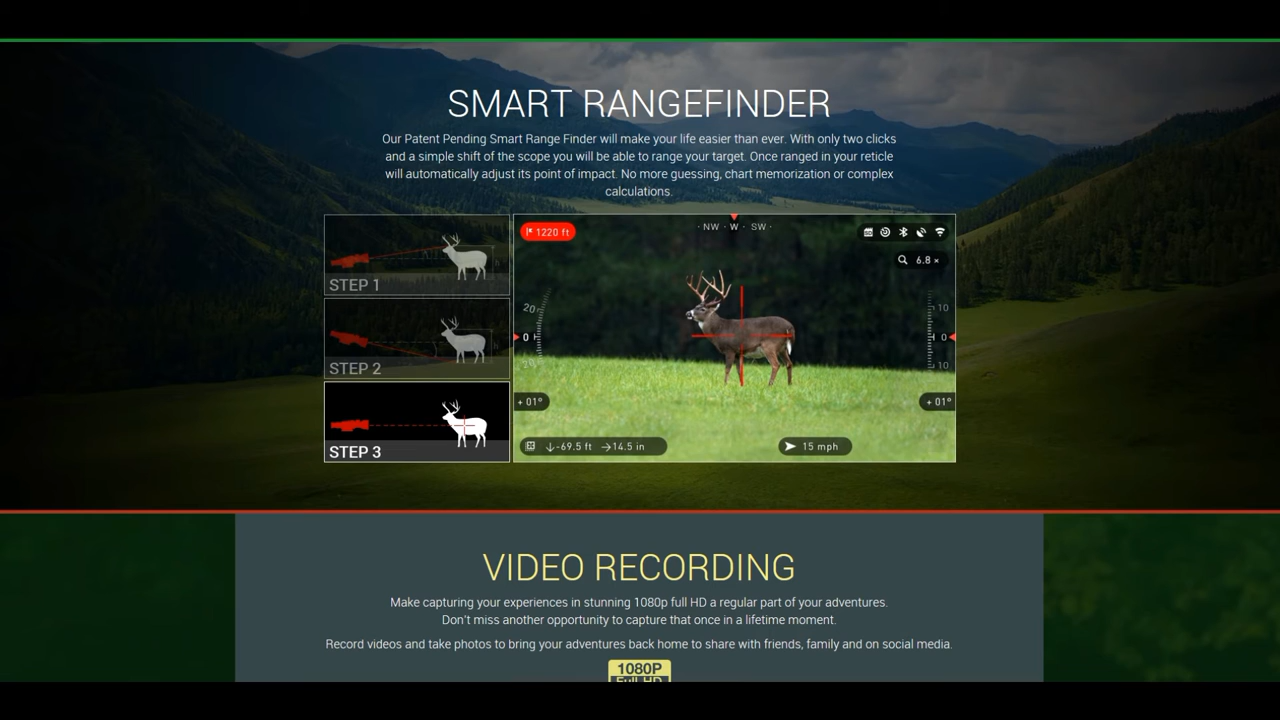 SMART RANGEFINDER
Our Patent Pending Smart Range Finder will make your life easier than ever. With only two clicks
and a simple shift of the scope you will be able to range your target. Once ranged in your reticle
will automatically adjust its point of impact. No more guessing, chart memorization or complex
calculations.
STEP 1
STEP 2
STEP 3
1220 ft
· NW · W · SW ·
6.8 ×
20
0
20
10
0
10
+ 01°
+ 01°
-69.5 ft 14.5 in
15 mph
VIDEO RECORDING
Make capturing your experiences in stunning 1080p full HD a regular part of your adventures.
Don't miss another opportunity to capture that once in a lifetime moment.
Record videos and take photos to bring your adventures back home to share with friends, family and on social media.
1080P
Full HD